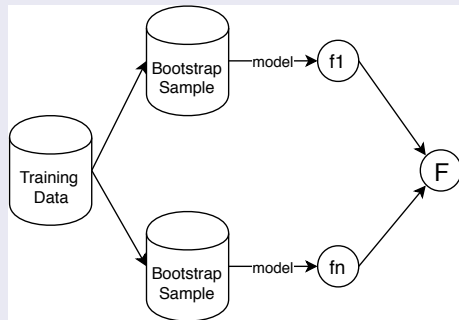 Bootstrap
Sample
model
f1
Training
Data
F
Bootstrap
Sample
model
fn